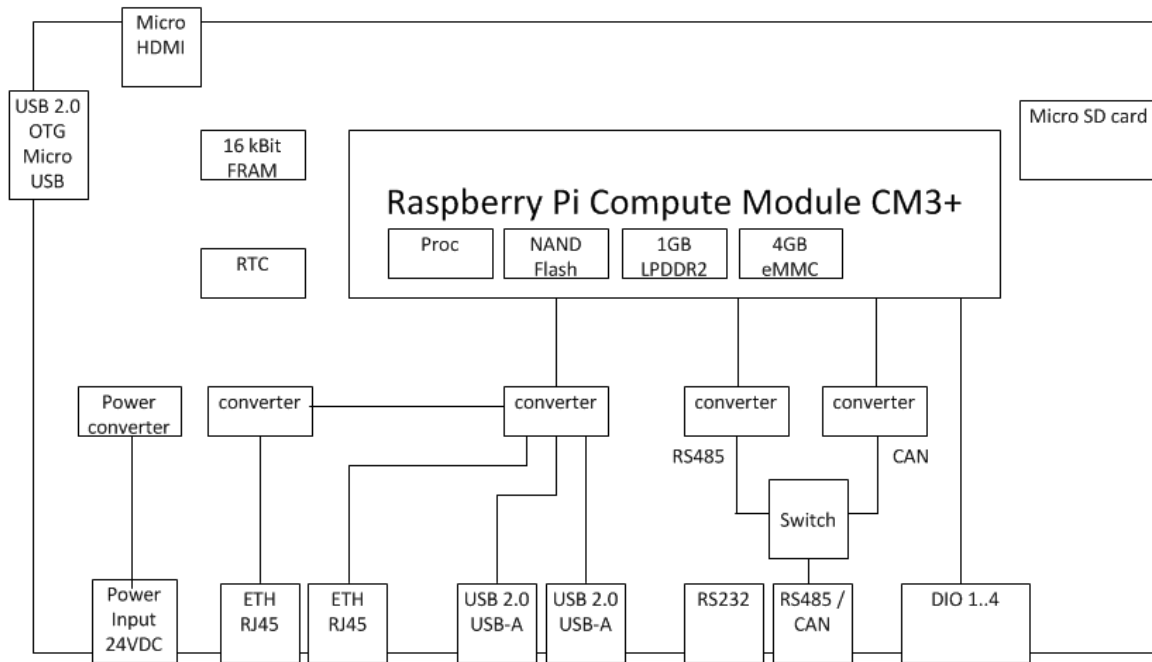 Micro
HDMI
USB 2.0
OTG
Micro
USB
16 kBit
FRAM
Micro SD card
Raspberry Pi Compute Module CM3+
Proc
NAND
Flash
1GB
LPDDR2
4GB
eMMC
RTC
Power
converter
converter
converter
converter
converter
RS485
CAN
Switch
Power
Input
24VDC
ETH
RJ45
ETH
RJ45
USB 2.0
USB-A
USB 2.0
USB-A
RS232
RS485 /
CAN
DIO 1..4